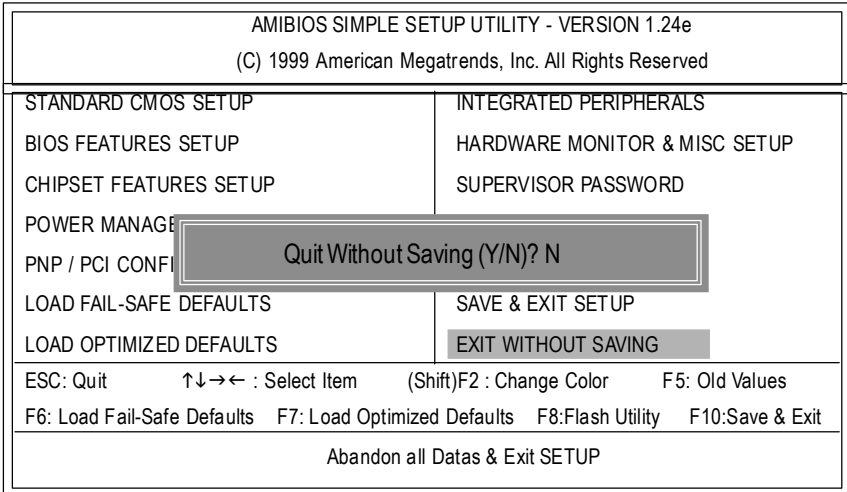 AMIBIOS SIMPLE SETUP UTILITY - VERSION 1.24e
(C) 1999 American Megatrends, Inc. All Rights Reserved
STANDARD CMOS SETUP
BIOS FEATURES SETUP
CHIPSET FEATURES SETUP
POWER MANAGE
PNP / PCI CONFI
LOAD FAIL-SAFE DEFAULTS
LOAD OPTIMIZED DEFAULTS
INTEGRATED PERIPHERALS
HARDWARE MONITOR & MISC SETUP
SUPERVISOR PASSWORD
SAVE & EXIT SETUP
EXIT WITHOUT SAVING
Quit Without Saving (Y/N)? N
ESC: Quit ↑↓→← : Select Item (Shift)F2 : Change Color F5: Old Values
F6: Load Fail-Safe Defaults F7: Load Optimized Defaults F8:Flash Utility F10:Save & Exit
Abandon all Datas & Exit SETUP